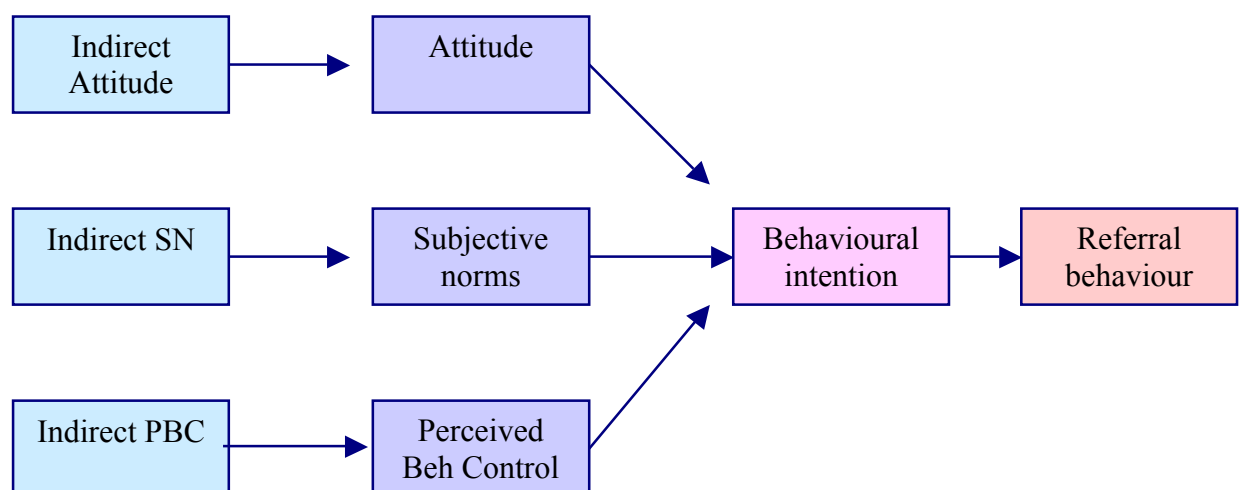 Indirect
Attitude
Attitude
Indirect SN
Subjective
norms
Behavioural
intention
Referral
behaviour
Indirect PBC
Perceived
Beh Control